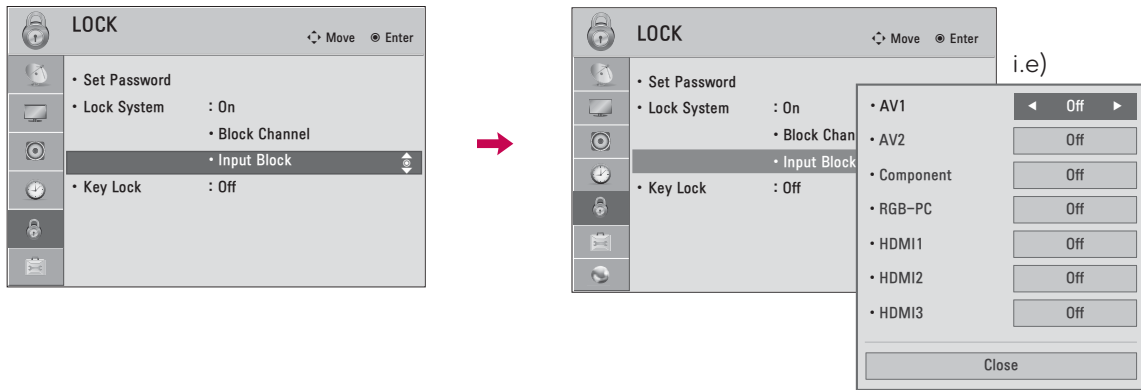 LOCK
Move Enter
• Set Password
• Lock System : On
• Block Channel
• Input Block
• Key Lock : Off
LOCK
Move Enter
• Set Password
• Lock System : On
• Block Chan
• Input Block
• Key Lock : Off
i.e)
• AV1 ◀ Off ▶
• AV2 Off
• Component Off
• RGB-PC Off
• HDMI1 Off
• HDMI2 Off
• HDMI3 Off
Close